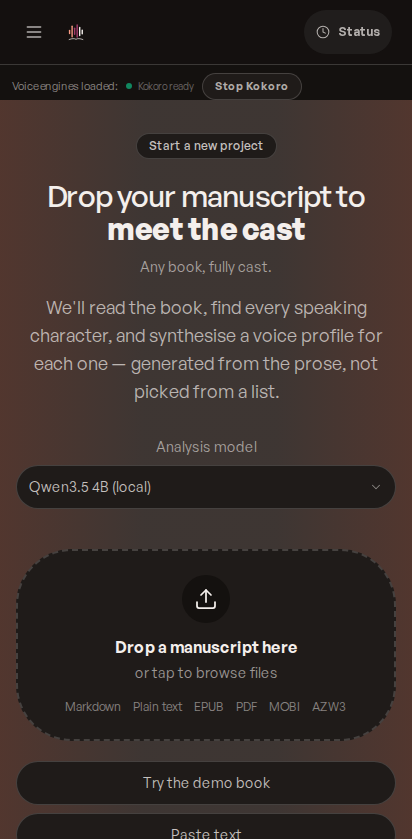 Status
Voice engines loaded: Kokoro ready Stop Kokoro
Start a new project
Drop your manuscript to
meet the cast
Any book, fully cast.
We'll read the book, find every speaking
character, and synthesise a voice profile for
each one — generated from the prose, not
picked from a list.
Analysis model
Qwen3.5 4B (local)
Drop a manuscript here
or tap to browse files
Markdown Plain text EPUB PDF MOBI AZW3
Try the demo book
Paste text